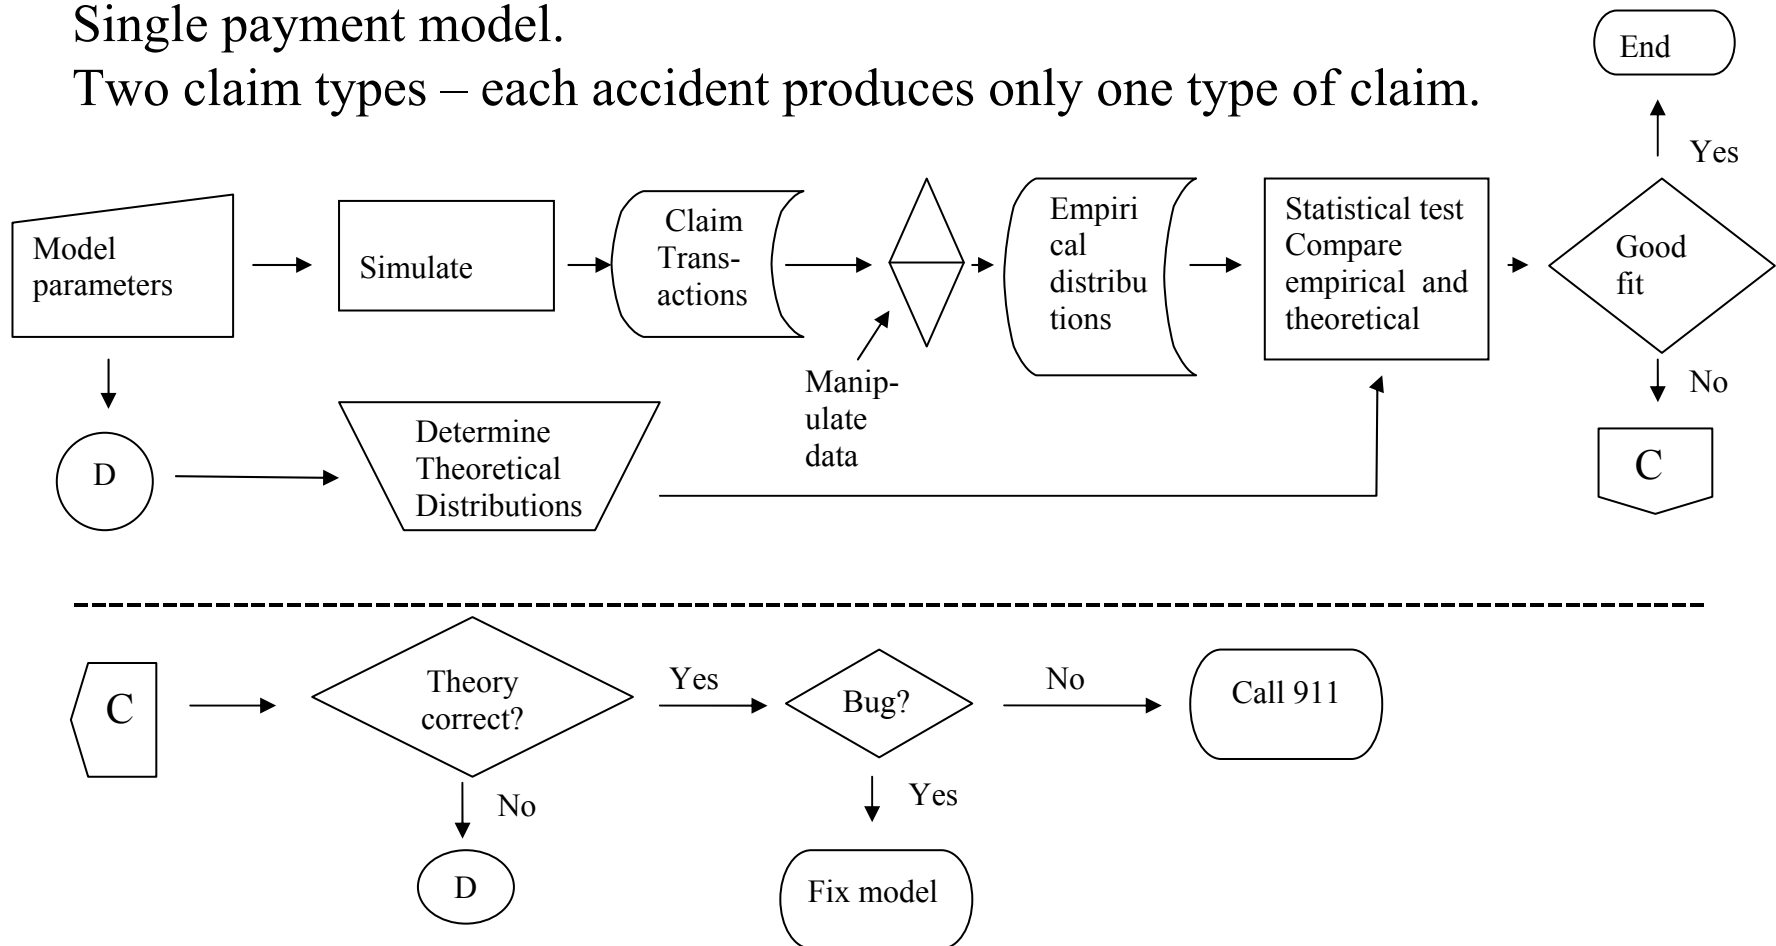 Single payment model.
Two claim types – each accident produces only one type of claim.
End
Yes
Model
parameters
Simulate
Claim
Trans-
actions
Manip-
ulate
data
Empiri
cal
distribu
tions
Statistical test
Compare
empirical and
theoretical
Good
fit
No
C
D
Determine
Theoretical
Distributions
C
Theory
correct?
Yes
Bug?
No
Call 911
No
D
Yes
Fix model